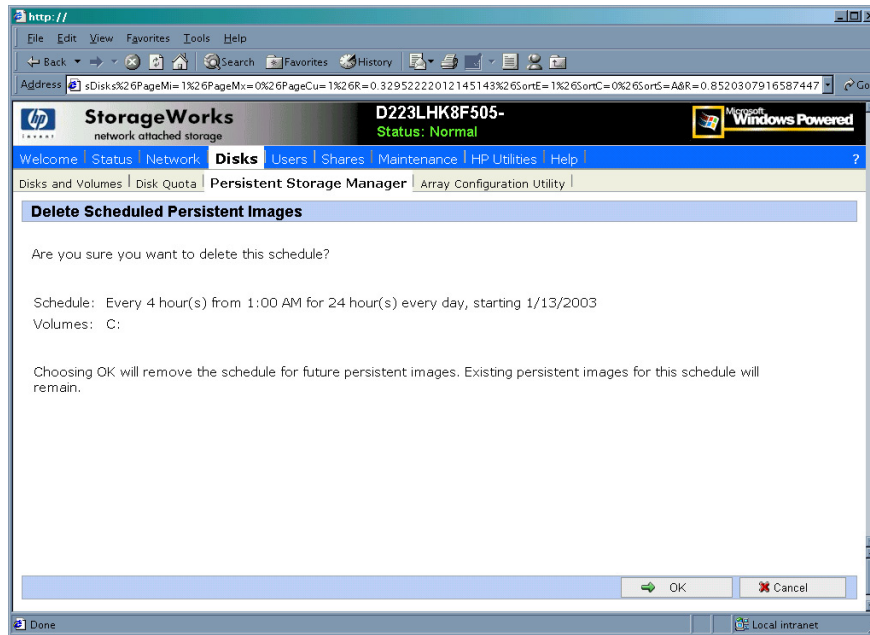 http://
File Edit View Favorites Tools Help
Back Search Favorites History
Address sDisks%26PageMi=1%26PageMx=0%26PageCu=1%26R=0.32952222012145143%26SortE=1%26SortC=0%26SortS=A&R=0.8520307916587447 Go
hp invent StorageWorks D223LHK8F505- Microsoft Windows Powered
network attached storage Status: Normal
Welcome Status Network Disks Users Shares Maintenance HP Utilities Help ?
Disks and Volumes Disk Quota Persistent Storage Manager Array Configuration Utility
Delete Scheduled Persistent Images
Are you sure you want to delete this schedule?
Schedule: Every 4 hour(s) from 1:00 AM for 24 hour(s) every day, starting 1/13/2003
Volumes: C:
Choosing OK will remove the schedule for future persistent images. Existing persistent images for this schedule will
remain.
OK Cancel
Done Local intranet